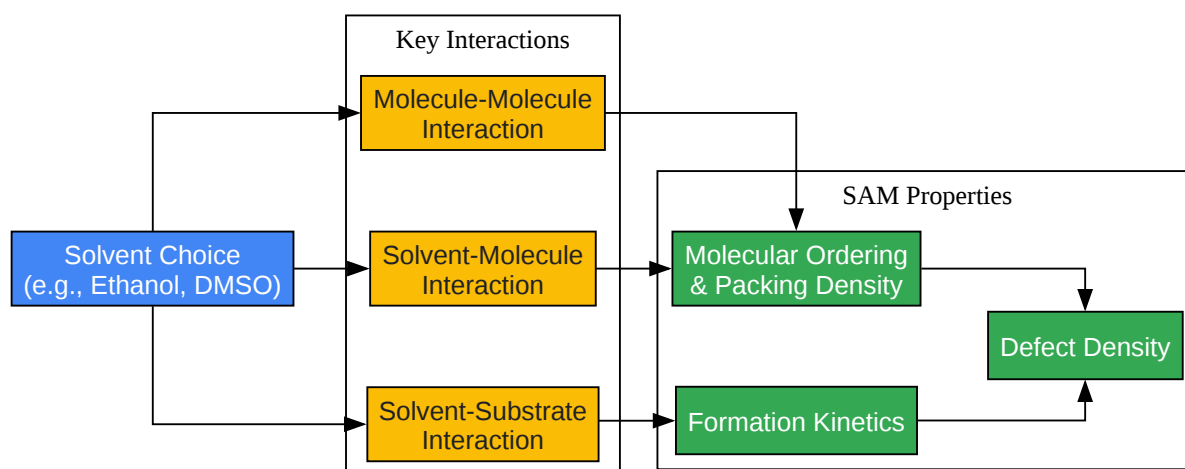 Key Interactions
Molecule-Molecule
Interaction
SAM Properties
Solvent Choice
(e.g., Ethanol, DMSO)
Solvent-Molecule
Interaction
Molecular Ordering
& Packing Density
Defect Density
Solvent-Substrate
Interaction
Formation Kinetics